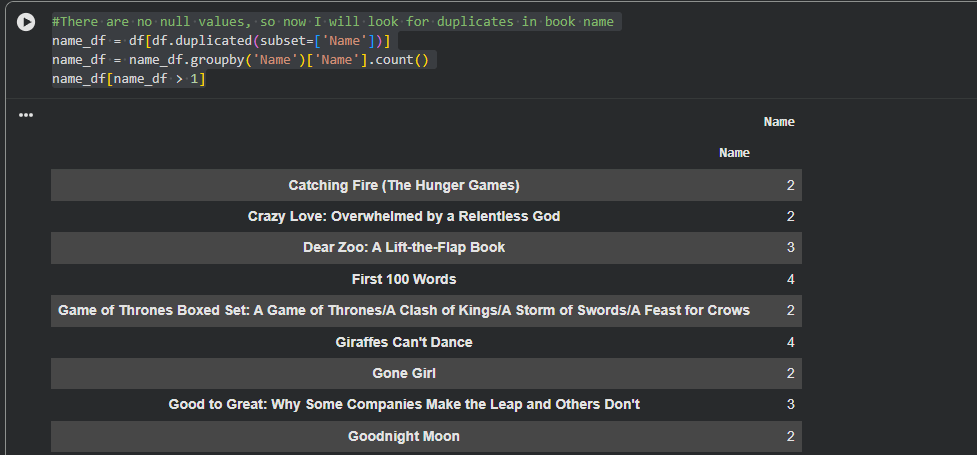 #There are no null values, so now I will look for duplicates in book name
name_df = df[df.duplicated(subset=['Name'])]
name_df = name_df.groupby('Name')['Name'].count()
name_df[name_df > 1]
Name
Name
Catching Fire (The Hunger Games) 2
Crazy Love: Overwhelmed by a Relentless God 2
Dear Zoo: A Lift-the-Flap Book 3
First 100 Words 4
Game of Thrones Boxed Set: A Game of Thrones/A Clash of Kings/A Storm of Swords/A Feast for Crows 2
Giraffes Can't Dance 4
Gone Girl 2
Good to Great: Why Some Companies Make the Leap and Others Don't 3
Goodnight Moon 2